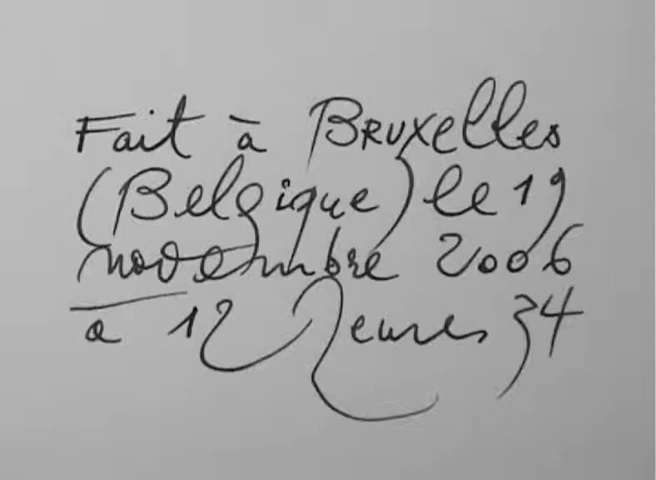 Fait à Bruxelles
(Belgique) le 19
novembre 2006
à 12 heures 34